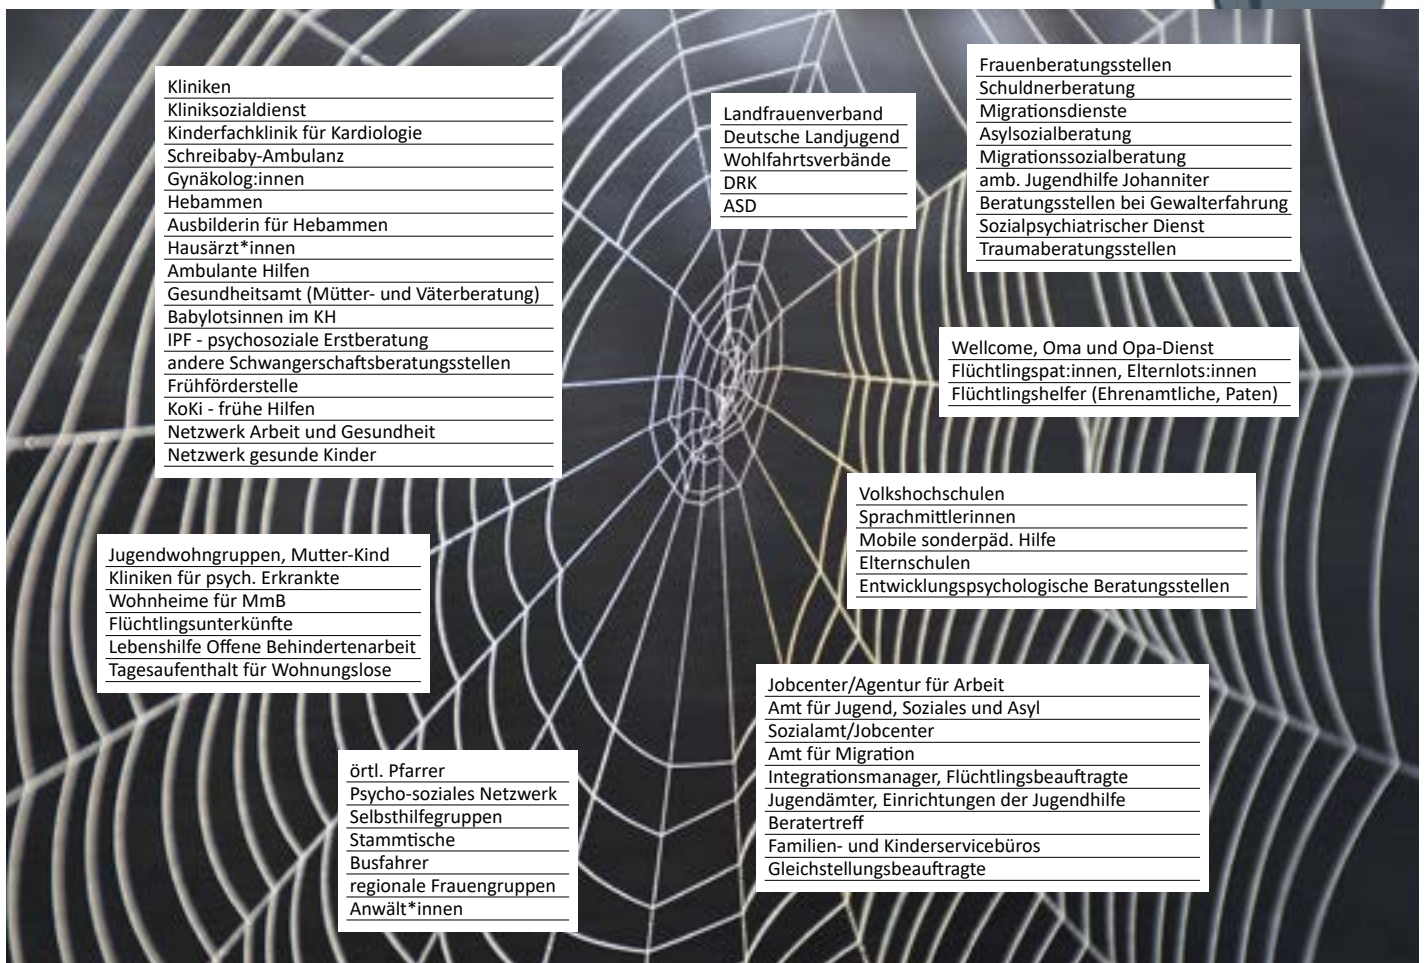 Kliniken
Kliniksozialdienst
Kinderfachklinik für Kardiologie
Schreibaby-Ambulanz
Gynäkolog:innen
Hebammen
Ausbilderin für Hebammen
Hausärzt*innen
Ambulante Hilfen
Gesundheitsamt (Mütter- und Väterberatung)
Babylotsinnen im KH
IPF - psychosoziale Erstberatung
andere Schwangerschaftsberatungsstellen
Frühförderstelle
KoKi - frühe Hilfen
Netzwerk Arbeit und Gesundheit
Netzwerk gesunde Kinder
Landfrauenverband
Deutsche Landjugend
Wohlfahrtsverbände
DRK
ASD
Frauenberatungsstellen
Schuldnerberatung
Migrationsdienste
Asylsozialberatung
Migrationssozialberatung
amb. Jugendhilfe Johanniter
Beratungsstellen bei Gewalterfahrung
Sozialpsychiatrischer Dienst
Traumaberatungsstellen
Wellcome, Oma und Opa-Dienst
Flüchtlingspat:innen, Elternlots:innen
Flüchtlingshelfer (Ehrenamtliche, Paten)
Volkshochschulen
Sprachmittlerinnen
Mobile sonderpäd. Hilfe
Elternschulen
Entwicklungspsychologische Beratungsstellen
Jugendwohngruppen, Mutter-Kind
Kliniken für psych. Erkrankte
Wohnheime für MmB
Flüchtlingsunterkünfte
Lebenshilfe Offene Behindertenarbeit
Tagesaufenthalt für Wohnungslose
Jobcenter/Agentur für Arbeit
Amt für Jugend, Soziales und Asyl
Sozialamt/Jobcenter
Amt für Migration
Integrationsmanager, Flüchtlingsbeauftragte
Jugendämter, Einrichtungen der Jugendhilfe
Beratertreff
Familien- und Kinderservicebüros
Gleichstellungsbeauftragte
örtl. Pfarrer
Psycho-soziales Netzwerk
Selbsthilfegruppen
Stammtische
Busfahrer
regionale Frauengruppen
Anwält*innen